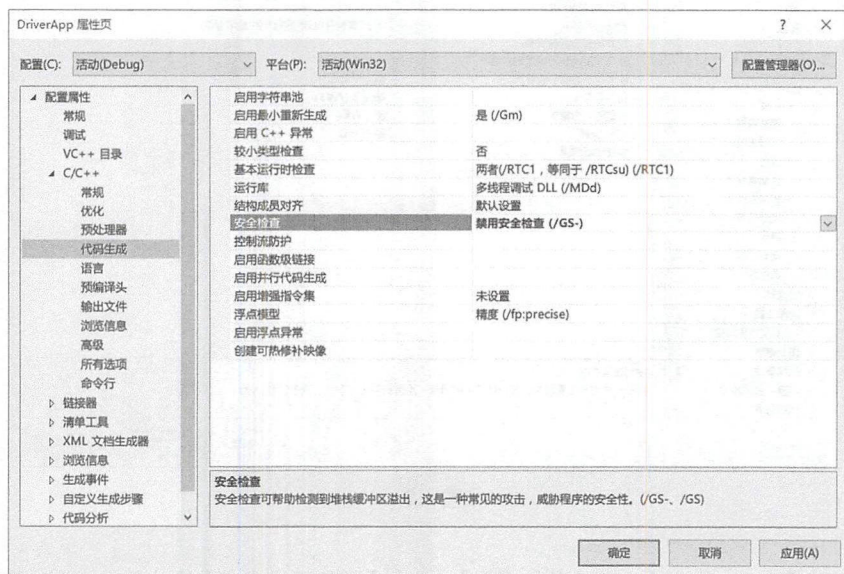 DriverApp 属性页
? ×
配置(C): 活动(Debug) 平台(P): 活动(Win32) 配置管理器(O)...
配置属性
常规
调试
VC++ 目录
C/C++
常规
优化
预处理器
代码生成
语言
预编译头
输出文件
浏览信息
高级
所有选项
命令行
链接器
清单工具
XML 文档生成器
浏览信息
生成事件
自定义生成步骤
代码分析
启用字符串池
启用最小重新生成 是 (/Gm)
启用 C++ 异常
较小类型检查 否
基本运行时检查 两者(/RTC1，等同于 /RTCsu) (/RTC1)
运行库 多线程调试 DLL (/MDd)
结构成员对齐 默认设置
安全检查 禁用安全检查 (/GS-)
控制流防护
启用函数级链接
启用并行代码生成
启用增强指令集 未设置
浮点模型 精度 (/fp:precise)
启用浮点异常
创建可热修补映像
安全检查
安全检查可帮助检测到堆栈缓冲区溢出，这是一种常见的攻击，威胁程序的安全性。(/GS-、/GS)
确定 取消 应用(A)